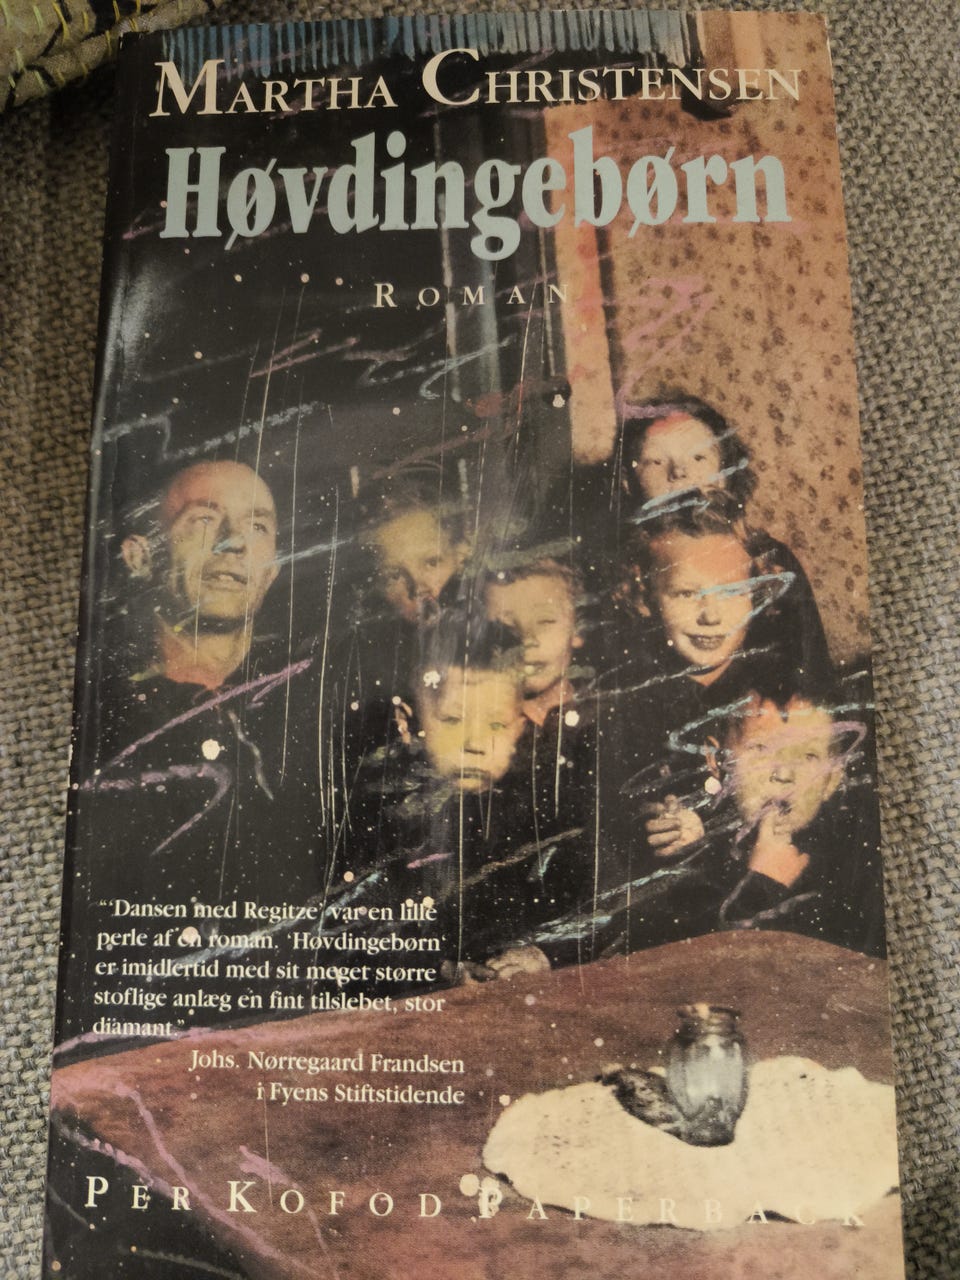 MARTHA CHRISTENSEN
Høvdingebørn
ROMAN
“‘Dansen med Regitze’ var en lille
perle af en roman. ‘Høvdingebørn‘
er imidlertid med sit meget større
stoflige anlæg en fint tilslebet, stor
diamant.”
Johs. Nørregaard Frandsen
i Fyens Stiftstidende
PER KOFOD PAPERBACK